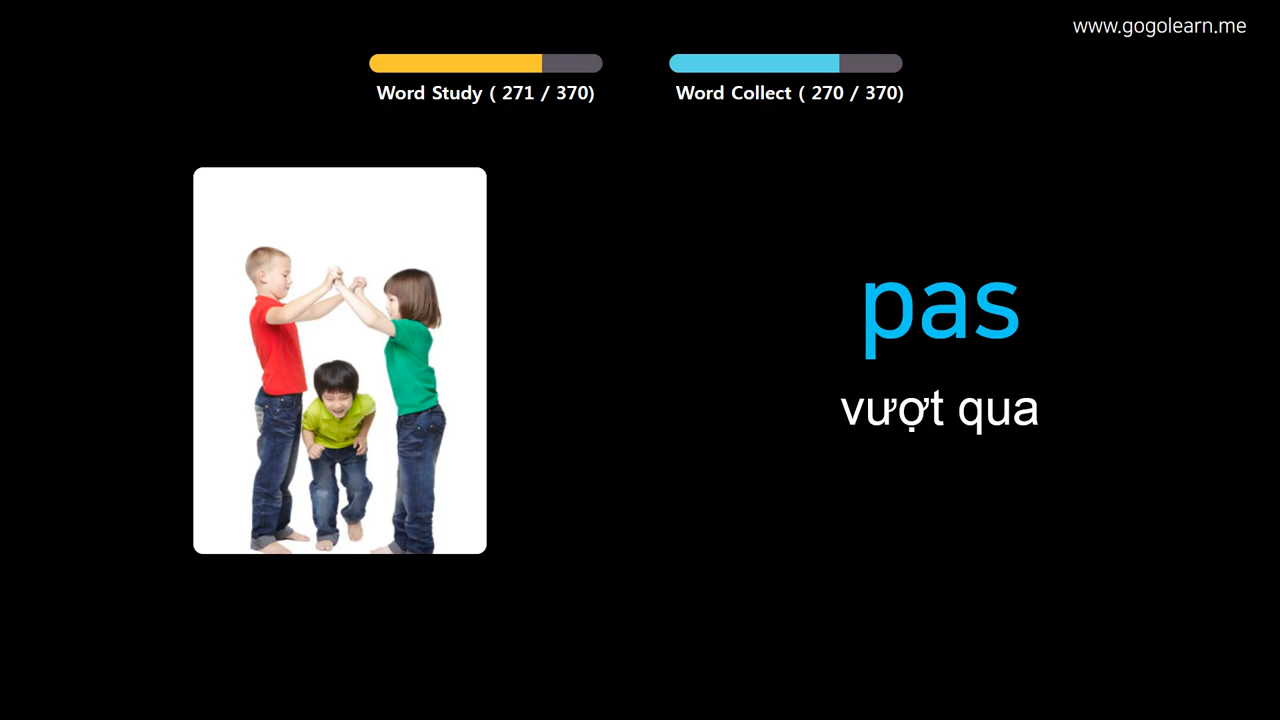 www.gogolearn.me
Word Study ( 271 / 370)
Word Collect ( 270 / 370)
pas
vượt qua